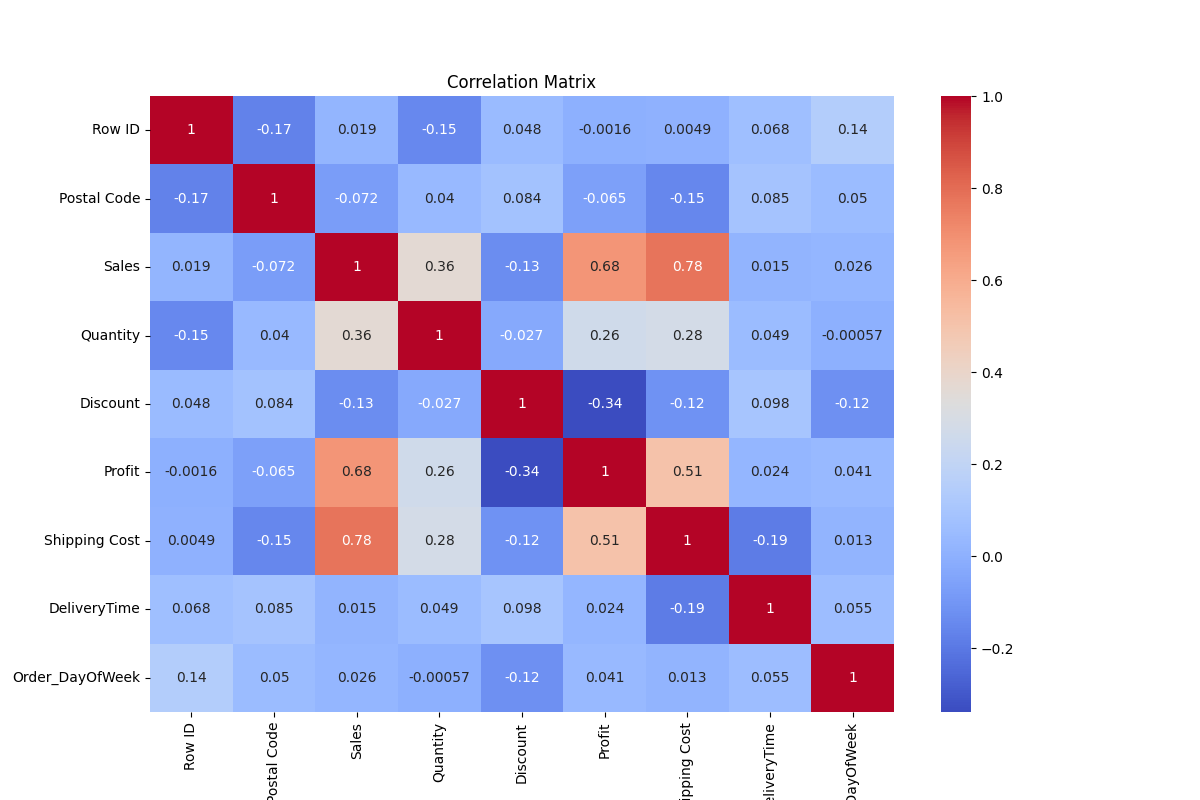 Correlation Matrix
Row ID 1 -0.17 0.019 -0.15 0.048 -0.0016 0.0049 0.068 0.14
Postal Code -0.17 1 -0.072 0.04 0.084 -0.065 -0.15 0.085 0.05
Sales 0.019 -0.072 1 0.36 -0.13 0.68 0.78 0.015 0.026
Quantity -0.15 0.04 0.36 1 -0.027 0.26 0.28 0.049 -0.00057
Discount 0.048 0.084 -0.13 -0.027 1 -0.34 -0.12 0.098 -0.12
Profit -0.0016 -0.065 0.68 0.26 -0.34 1 0.51 0.024 0.041
Shipping Cost 0.0049 -0.15 0.78 0.28 -0.12 0.51 1 -0.19 0.013
DeliveryTime 0.068 0.085 0.015 0.049 0.098 0.024 -0.19 1 0.055
Order_DayOfWeek 0.14 0.05 0.026 -0.00057 -0.12 0.041 0.013 0.055 1
Row ID
Postal Code
Sales
Quantity
Discount
Profit
ipping Cost
eliveryTime
DayOfWeek
1.0
0.8
0.6
0.4
0.2
0.0
−0.2